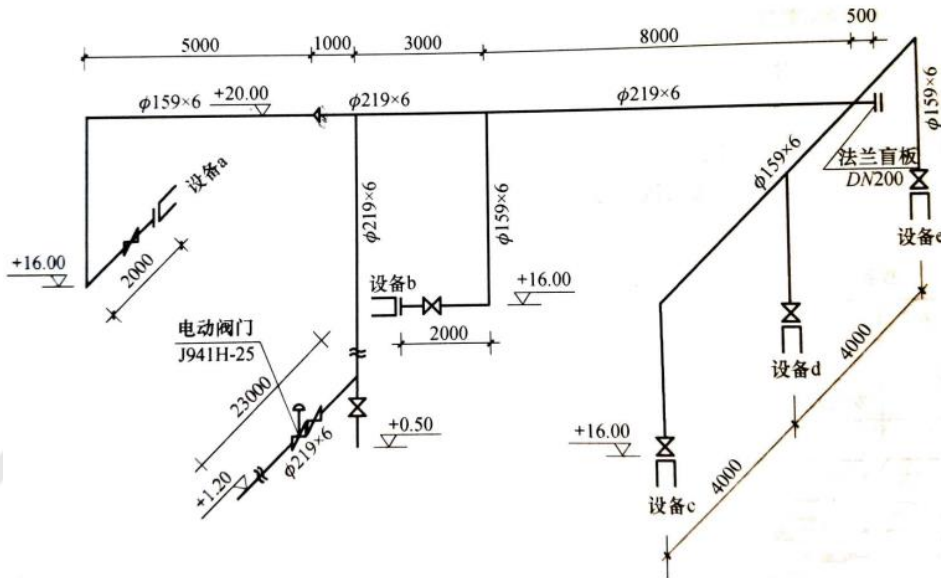 5000
1000
3000
8000
500
φ159×6
+20.00
φ219×6
φ219×6
φ159×6
设备a
φ219×6
φ159×6
φ159×6
法兰盲板
DN200
+16.00
2000
设备b
+16.00
设备e
2000
电动阀门
J941H-25
23000
设备d
4000
φ219×6
+0.50
+16.00
+1.20
设备c
4000